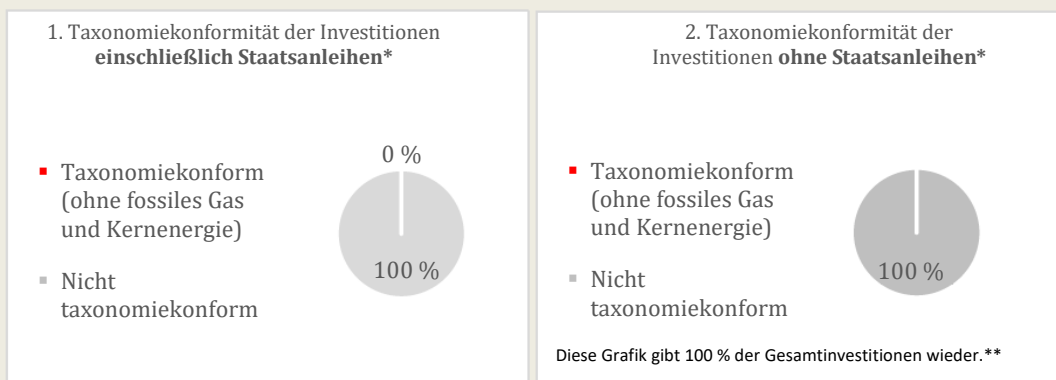 1. Taxonomiekonformität der Investitionen
einschließlich Staatsanleihen*
0 %
Taxonomiekonform
(ohne fossiles Gas
und Kernenergie)
100 %
Nicht
taxonomiekonform
2. Taxonomiekonformität der
Investitionen ohne Staatsanleihen*
Taxonomiekonform
(ohne fossiles Gas
und Kernenergie)
100 %
Nicht
taxonomiekonform
Diese Grafik gibt 100 % der Gesamtinvestitionen wieder.**